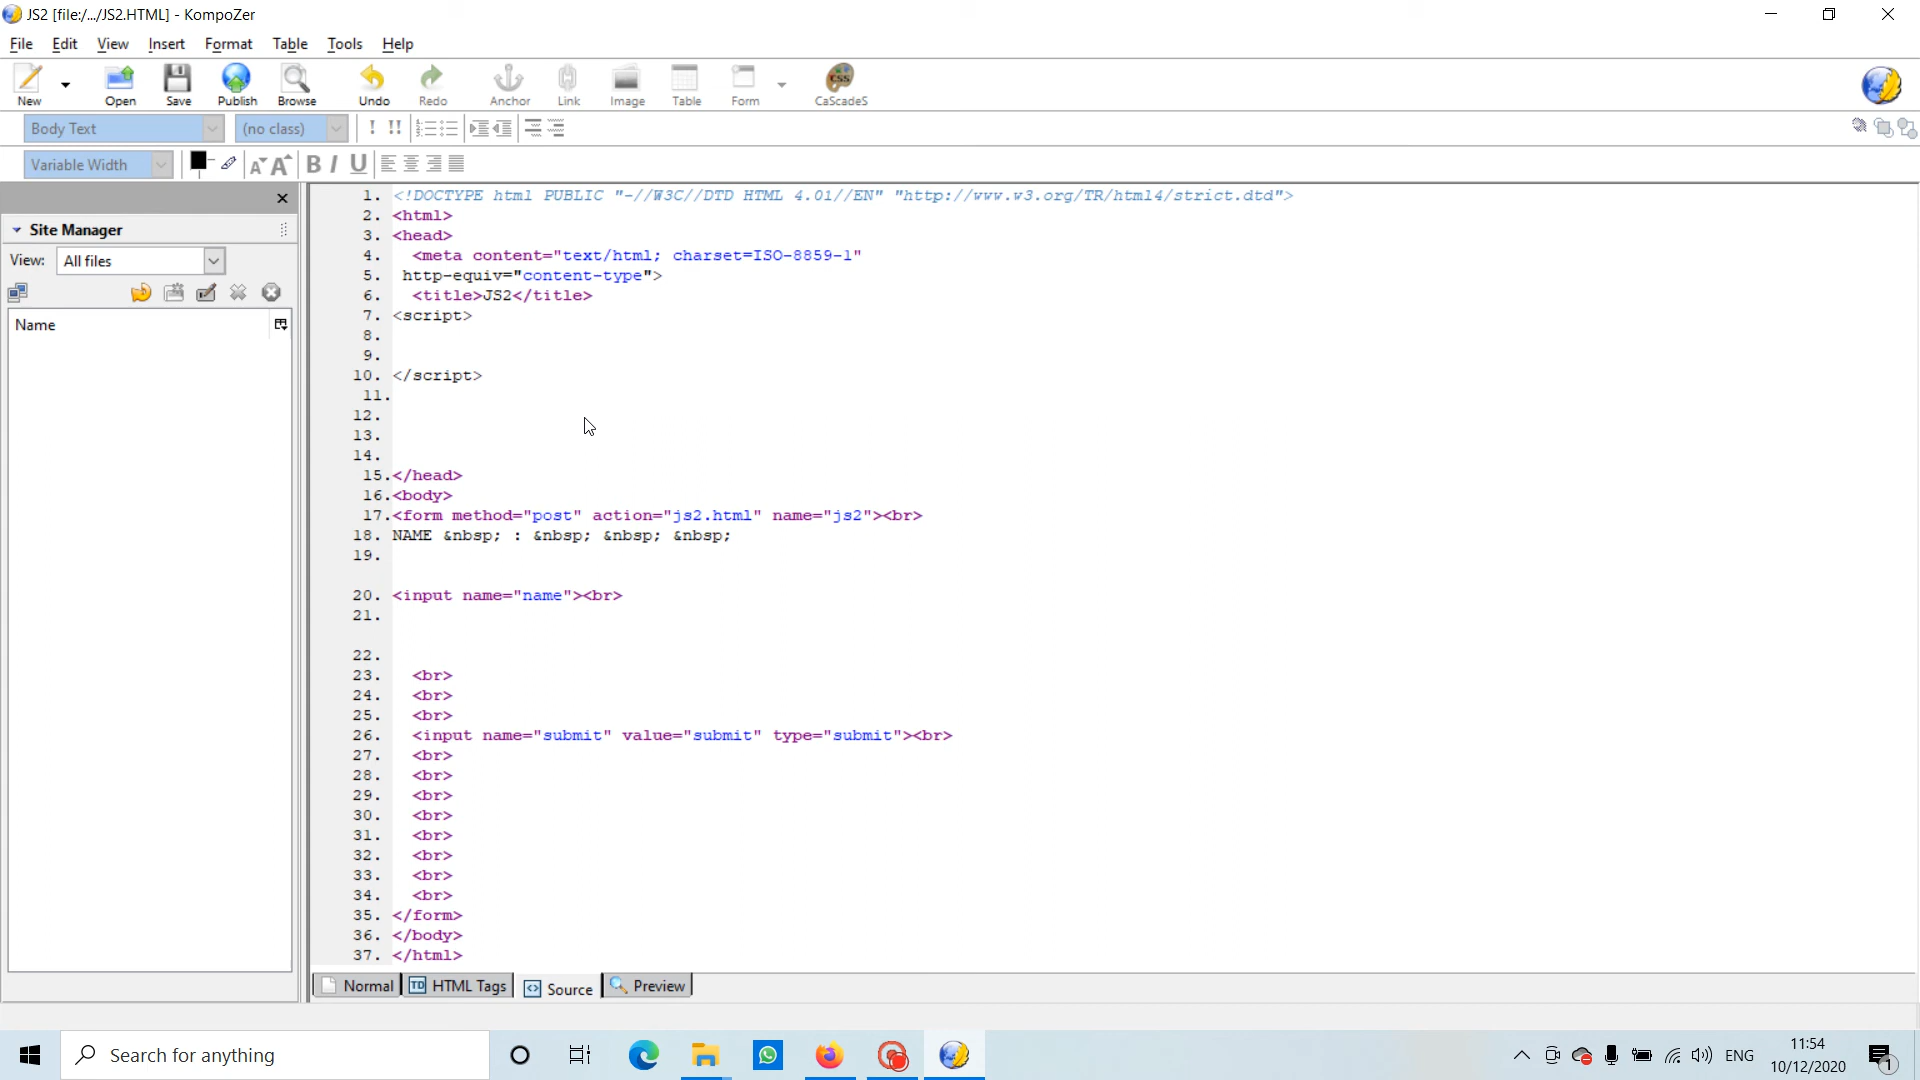 JS2 [file:/.../JS2.HTML] - KompoZer
File Edit View Insert Format Table Tools Help
New Open Save Publish Browse Undo Redo Anchor Link Image Table Form CaScadeS
Body Text (no class) ! !!
Variable Width A A B I U
Site Manager
View: All files
Name
1. <!DOCTYPE html PUBLIC "-//W3C//DTD HTML 4.01//EN" "http://www.w3.org/TR/html4/strict.dtd">
2. <html>
3. <head>
4. <meta content="text/html; charset=ISO-8859-1"
5. http-equiv="content-type">
6. <title>JS2</title>
7. <script>
8.
9.
10. </script>
11.
12.
13.
14.
15. </head>
16. <body>
17. <form method="post" action="js2.html" name="js2"><br>
18. NAME &nbsp; : &nbsp; &nbsp; &nbsp;
19.
20. <input name="name"><br>
21.
22.
23. <br>
24. <br>
25. <br>
26. <input name="submit" value="submit" type="submit"><br>
27. <br>
28. <br>
29. <br>
30. <br>
31. <br>
32. <br>
33. <br>
34. <br>
35. </form>
36. </body>
37. </html>
Normal TD HTML Tags <> Source Preview
Search for anything
ENG
11:54
10/12/2020
1